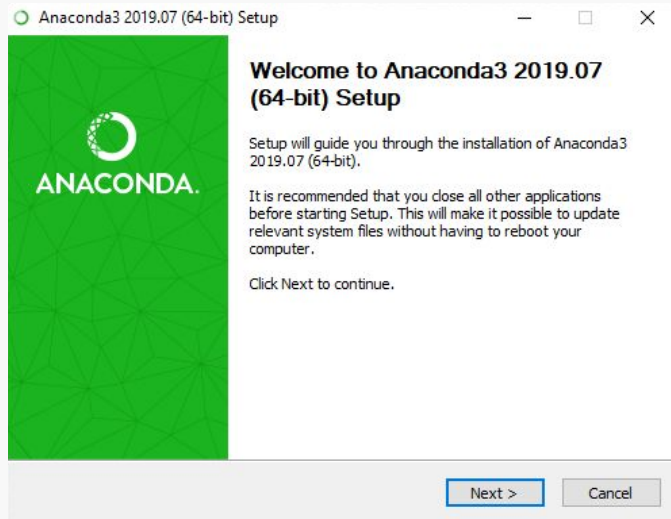 Anaconda3 2019.07 (64-bit) Setup
Welcome to Anaconda3 2019.07
(64-bit) Setup
Setup will guide you through the installation of Anaconda3
2019.07 (64-bit).
It is recommended that you close all other applications
before starting Setup. This will make it possible to update
relevant system files without having to reboot your
computer.
Click Next to continue.
ANACONDA.
Next >
Cancel